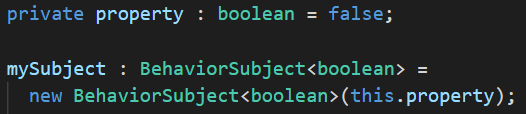 private property : boolean = false;
mySubject : BehaviorSubject<boolean> =
new BehaviorSubject<boolean>(this.property);